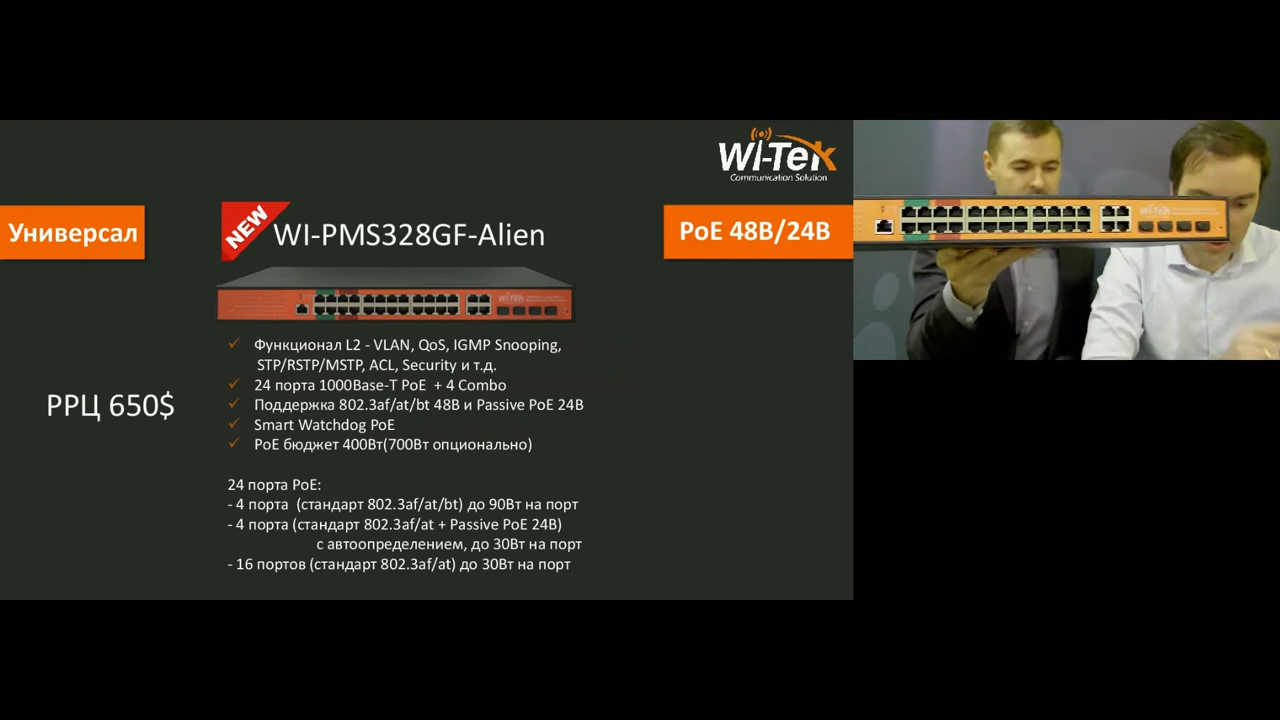 Wi-Tek
Communication Solution
Универсал
NEW
WI-PMS328GF-Alien
PoE 48В/24В
Wi-Tek
Wi-Tek
Функционал L2 - VLAN, QoS, IGMP Snooping,
STP/RSTP/MSTP, ACL, Security и т.д.
24 порта 1000Base-T PoE + 4 Combo
Поддержка 802.3af/at/bt 48В и Passive PoE 24В
Smart Watchdog PoE
PoE бюджет 400Вт(700Вт опционально)
РРЦ 650$
24 порта PoE:
- 4 порта (стандарт 802.3af/at/bt) до 90Вт на порт
- 4 порта (стандарт 802.3af/at + Passive PoE 24В)
с автоопределением, до 30Вт на порт
- 16 портов (стандарт 802.3af/at) до 30Вт на порт